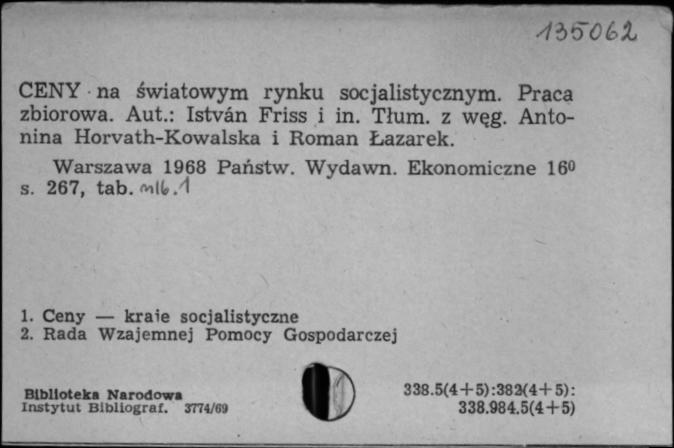 135062
CENY na światowym rynku socjalistycznym. Praca
zbiorowa. Aut.: István Friss i in. Tłum. z węg. Anto-
nina Horvath-Kowalska i Roman Łazarek.
Warszawa 1968 Państw. Wydawn. Ekonomiczne 16⁰
s. 267, tab. nlb. 1
1. Ceny — kraje socjalistyczne
2. Rada Wzajemnej Pomocy Gospodarczej
Biblioteka Narodowa
Instytut Bibliograf. 3774/69
338.5(4+5):382(4+5):
338.984.5(4+5)